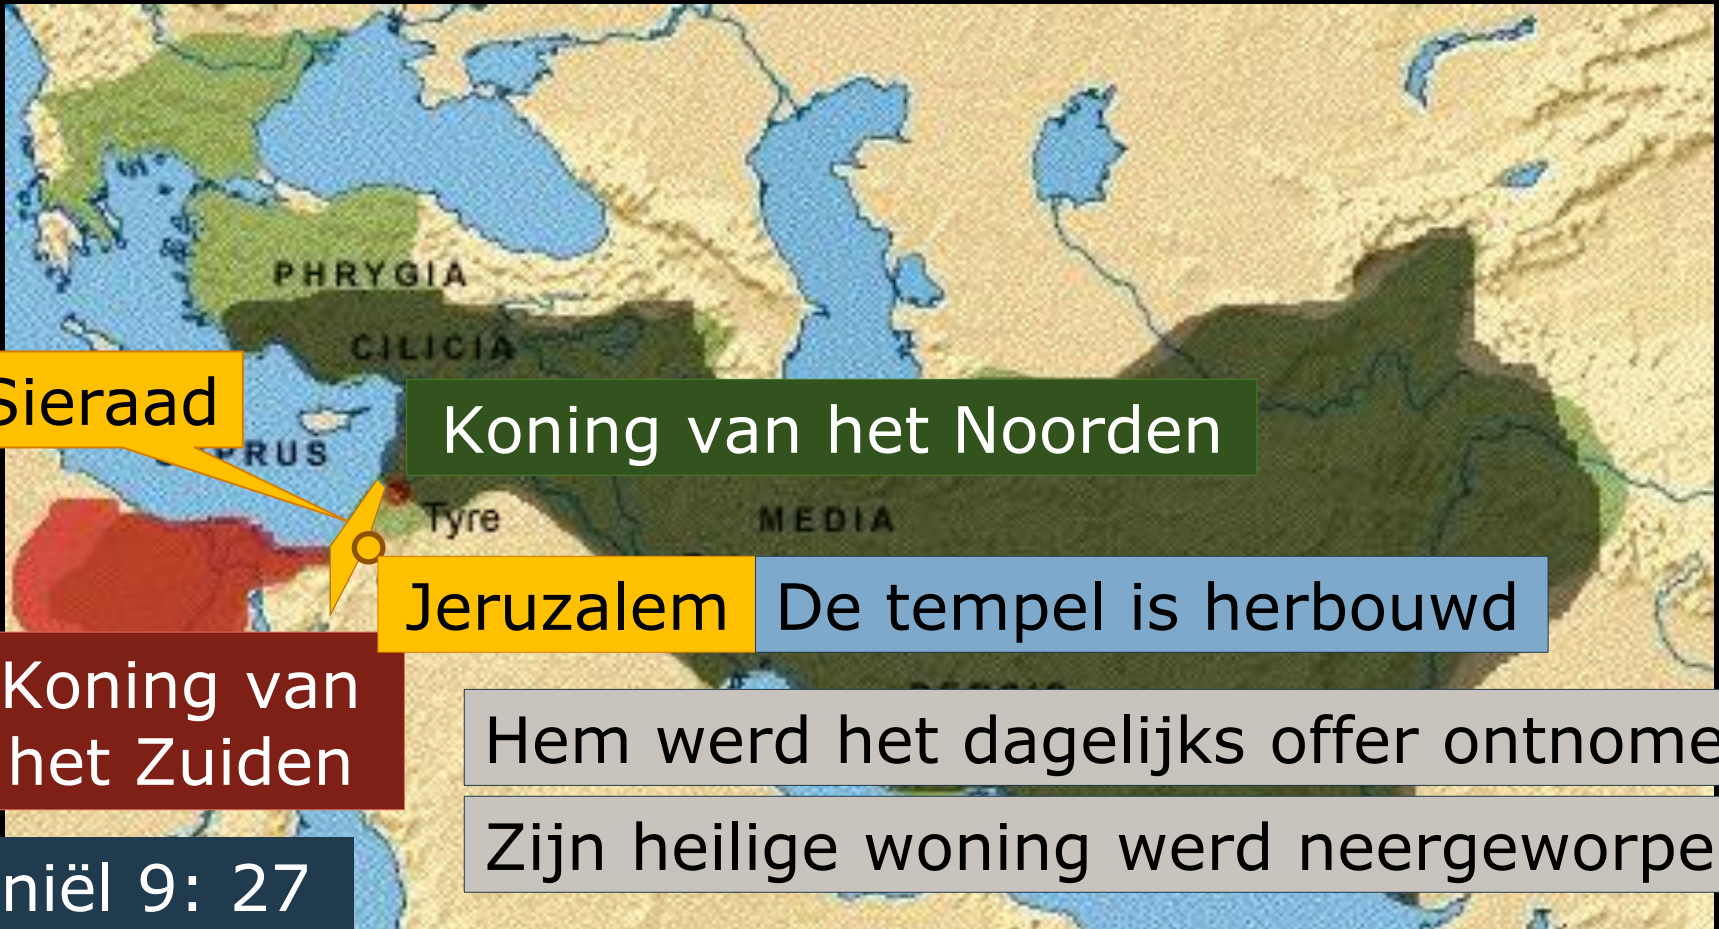 PHRYGIA
CILICIA
Sieraad
Koning van het Noorden
CYPRUS
Tyre
MEDIA
Jeruzalem
De tempel is herbouwd
Koning van
het Zuiden
Hem werd het dagelijks offer ontnome
Zijn heilige woning werd neergeworpe
niël 9: 27